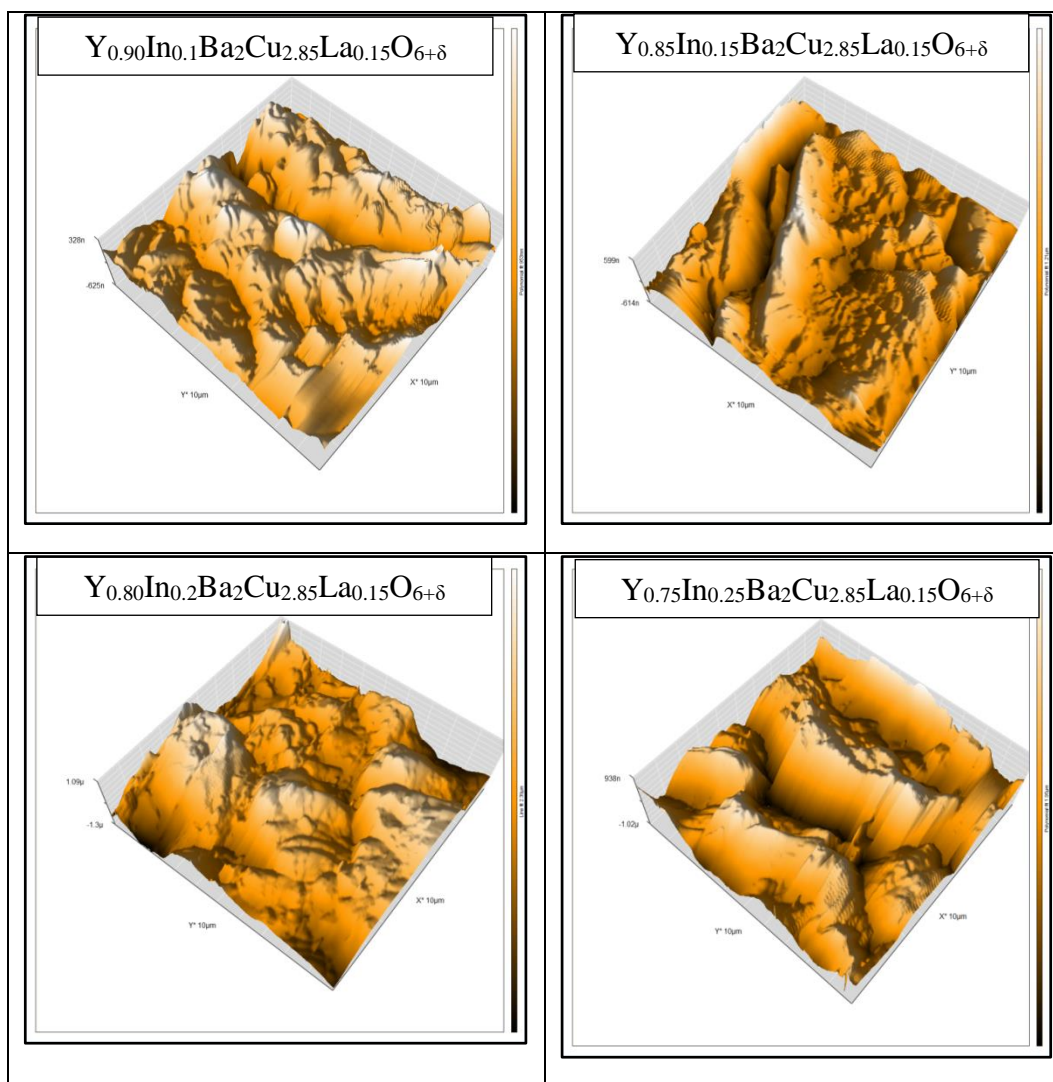 Y0.90In0.1Ba2Cu2.85La0.15O6+δ
328n
-625n
Y* 10µm
X* 10µm
Y0.85In0.15Ba2Cu2.85La0.15O6+δ
599n
-614n
X* 10µm
Y* 10µm
Y0.80In0.2Ba2Cu2.85La0.15O6+δ
1.09µ
-1.3µ
Y* 10µm
X* 10µm
Y0.75In0.25Ba2Cu2.85La0.15O6+δ
938n
-1.02µ
Y* 10µm
X* 10µm